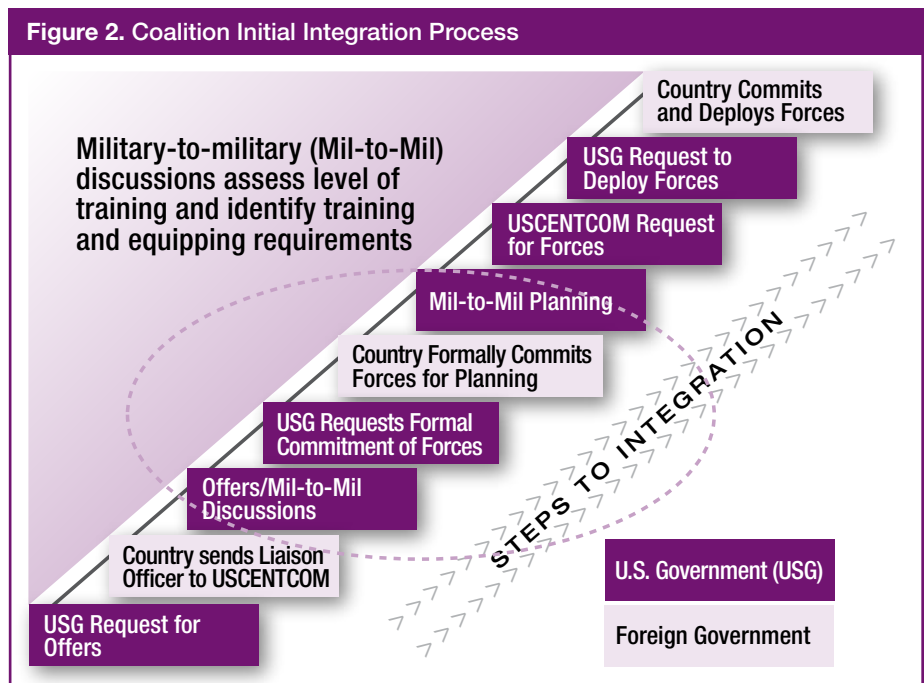 Figure 2. Coalition Initial Integration Process
Military-to-military (Mil-to-Mil)
discussions assess level of
training and identify training
and equipping requirements
Country Commits
and Deploys Forces
USG Request to
Deploy Forces
USCENTCOM Request
for Forces
Mil-to-Mil Planning
Country Formally Commits
Forces for Planning
USG Requests Formal
Commitment of Forces
Offers/Mil-to-Mil
Discussions
Country sends Liaison
Officer to USCENTCOM
USG Request for
Offers
STEPS TO INTEGRATION
U.S. Government (USG)
Foreign Government